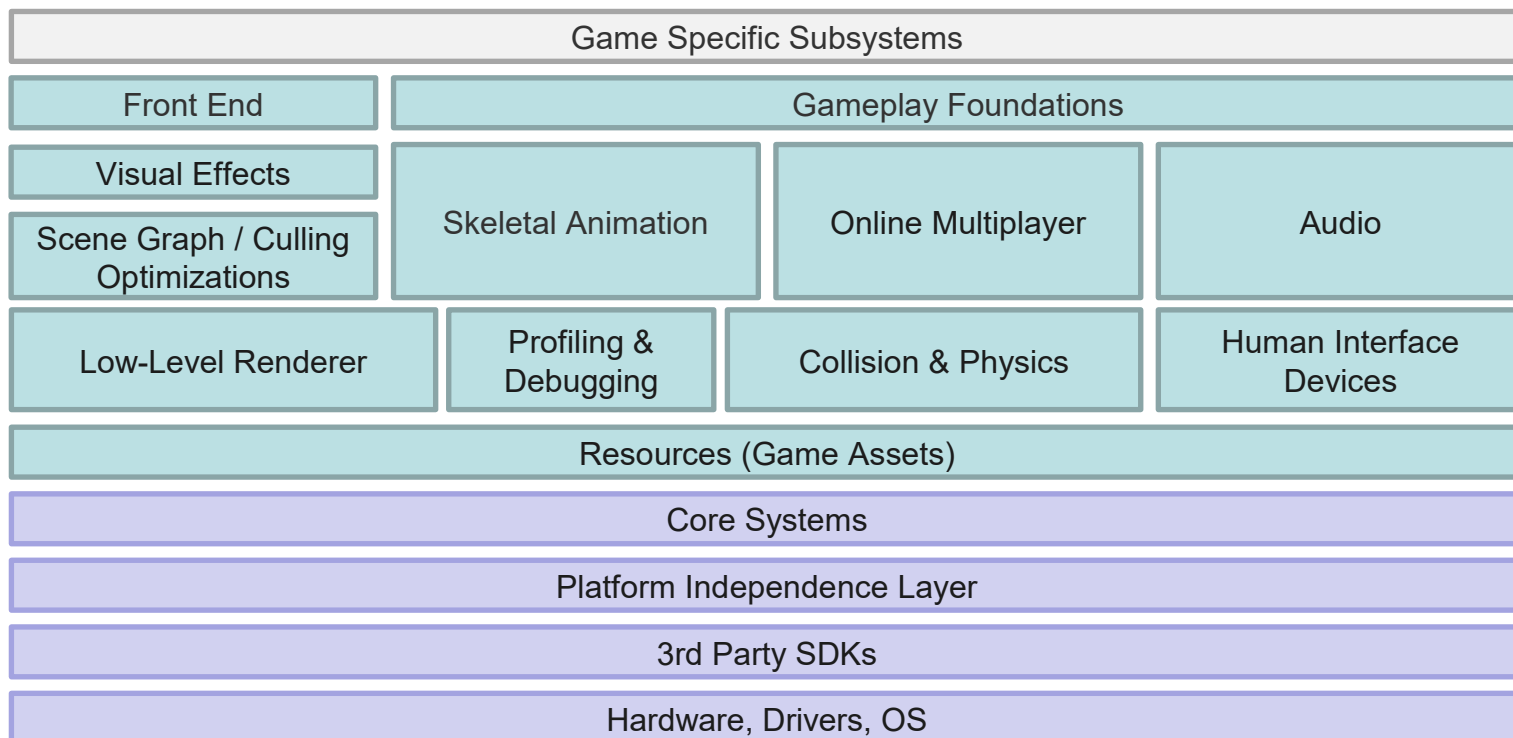 Game Specific Subsystems
Front End
Gameplay Foundations
Visual Effects
Skeletal Animation
Online Multiplayer
Audio
Scene Graph / Culling
Optimizations
Low-Level Renderer
Profiling &
Debugging
Collision & Physics
Human Interface
Devices
Resources (Game Assets)
Core Systems
Platform Independence Layer
3rd Party SDKs
Hardware, Drivers, OS